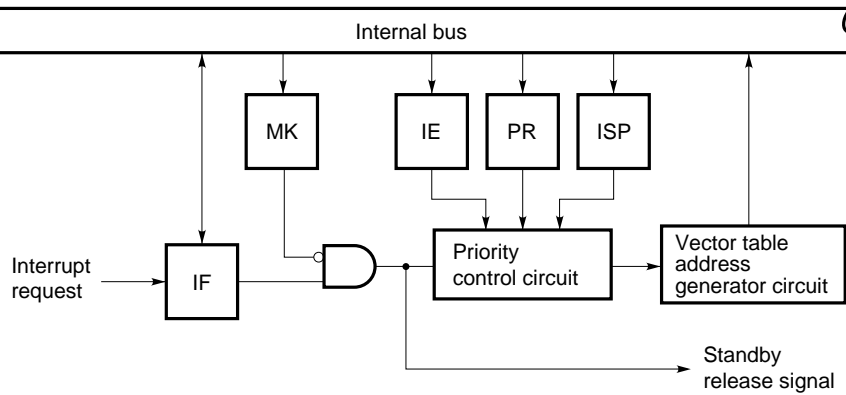 Internal bus
MK
IE
PR
ISP
Interrupt
request
IF
Priority
control circuit
Vector table
address
generator circuit
Standby
release signal